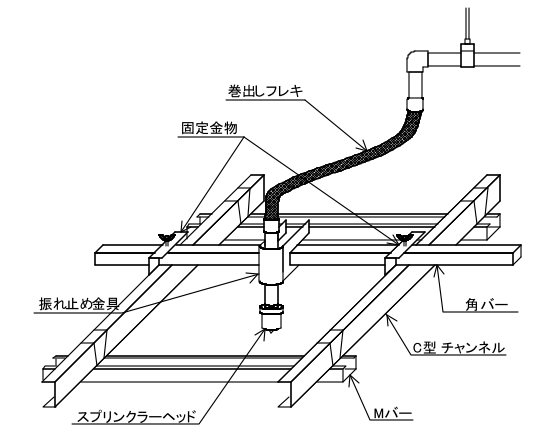 巻出しフレキ
固定金物
振れ止め金具
角バー
C型 チャンネル
スプリンクラーヘッド
Mバー